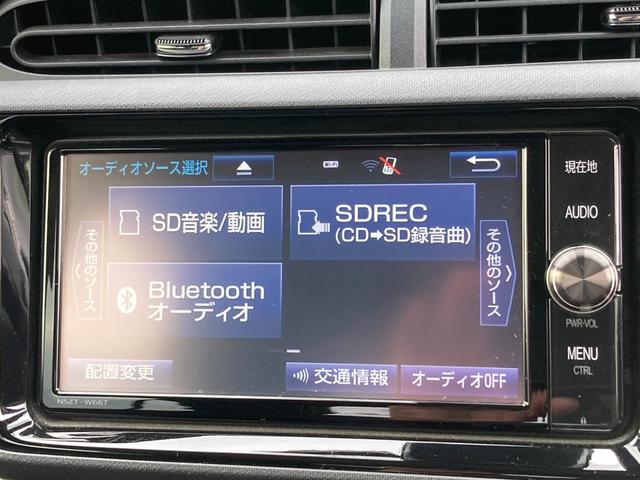 オーディオソース選択
Wi-Fi
現在地
SD音楽/動画
SDREC
(CD➡SD録音曲)
AUDIO
その他のソース
その他のソース
Bluetooth
オーディオ
PWR-VOL
MENU
CTRL
配置変更
交通情報
オーディオOFF
NSZT-W66T